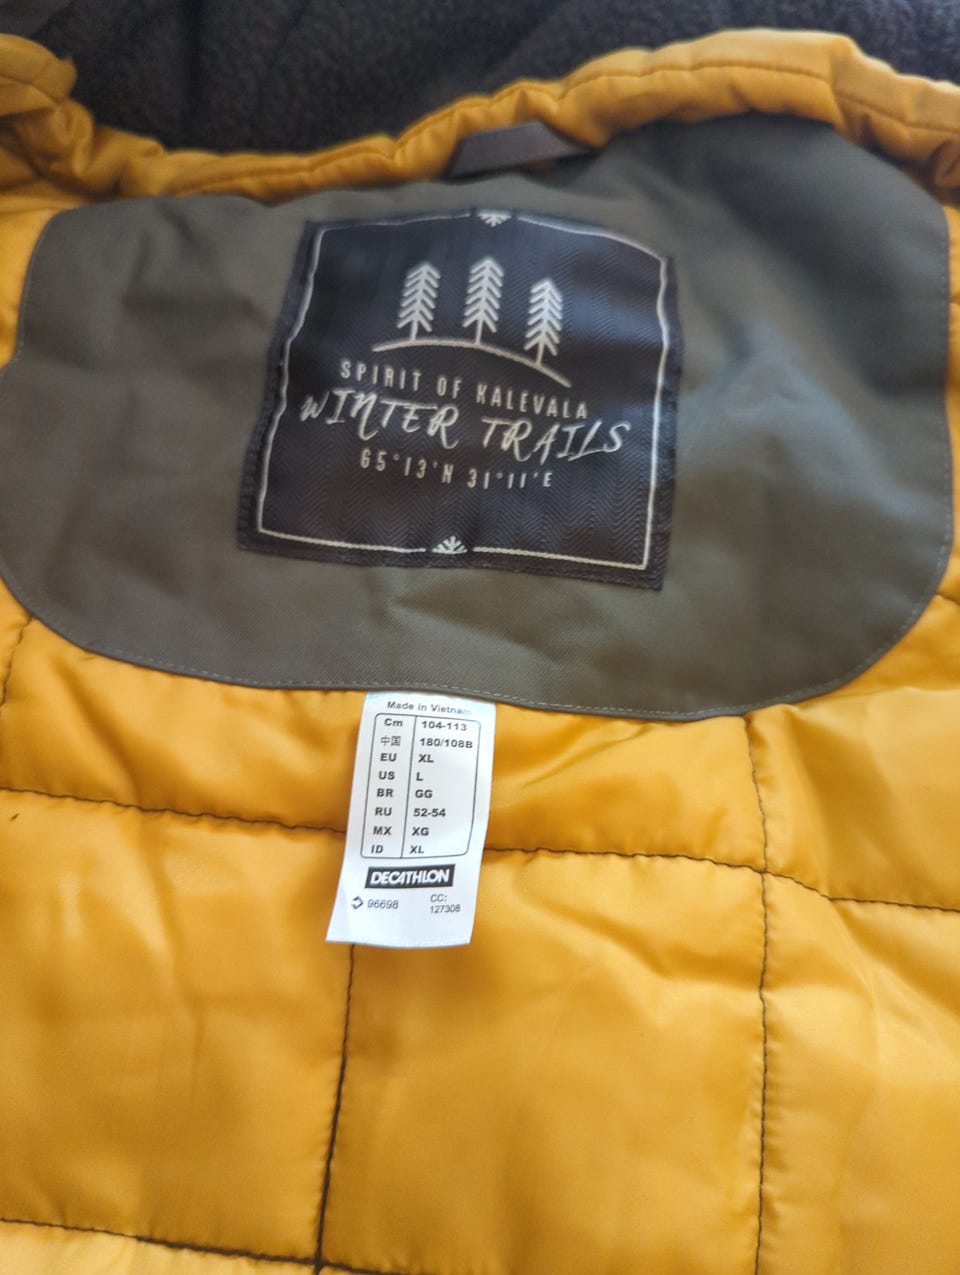 SPIRIT OF KALEVALA
WINTER TRAILS
65°13'N 31°11'E
Made in Vietnam
Cm 104-113
中国 180/108B
EU XL
US L
BR GG
RU 52-54
MX XG
ID XL
DECATHLON
96698 CC:
127308